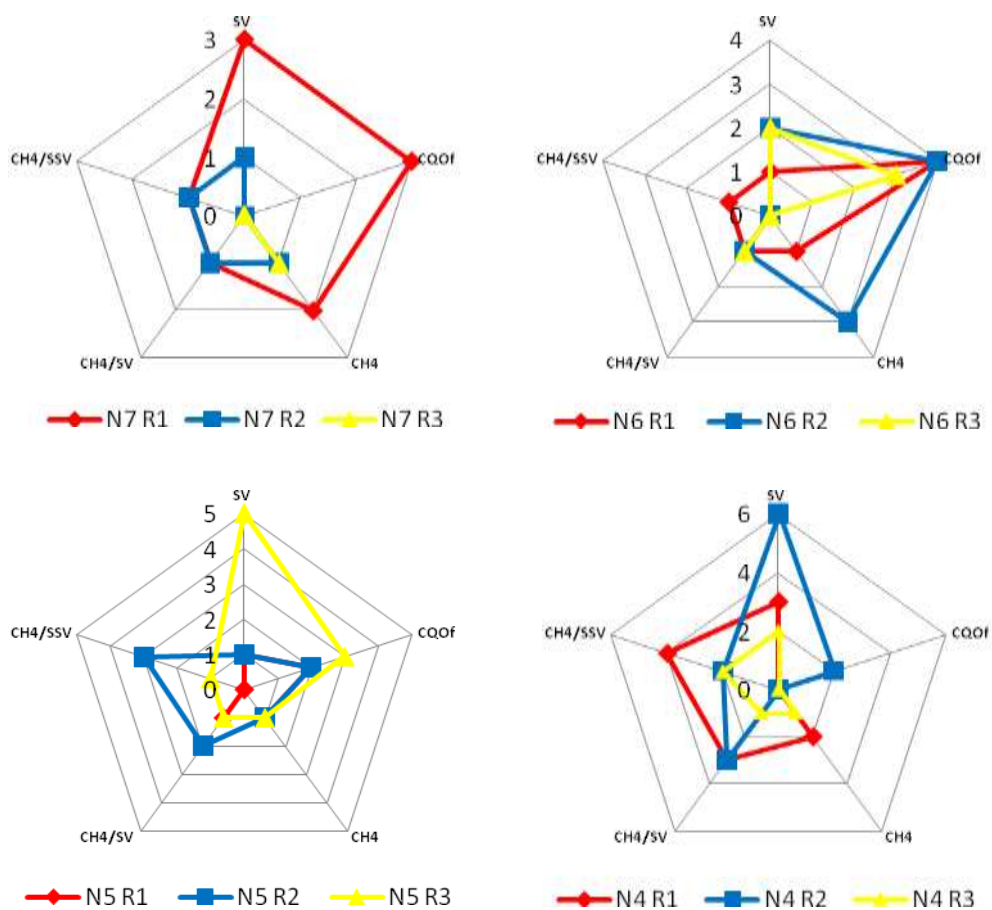 SV
3
2
1
0
CH4/SSV
CQOf
CH4/SV
CH4
N7 R1 N7 R2 N7 R3
SV
4
3
2
1
0
CH4/SSV
CQOf
CH4/SV
CH4
N6 R1 N6 R2 N6 R3
SV
5
4
3
2
1
0
CH4/SSV
CQOf
CH4/SV
CH4
N5 R1 N5 R2 N5 R3
SV
6
4
2
0
CH4/SSV
CQOf
CH4/SV
CH4
N4 R1 N4 R2 N4 R3